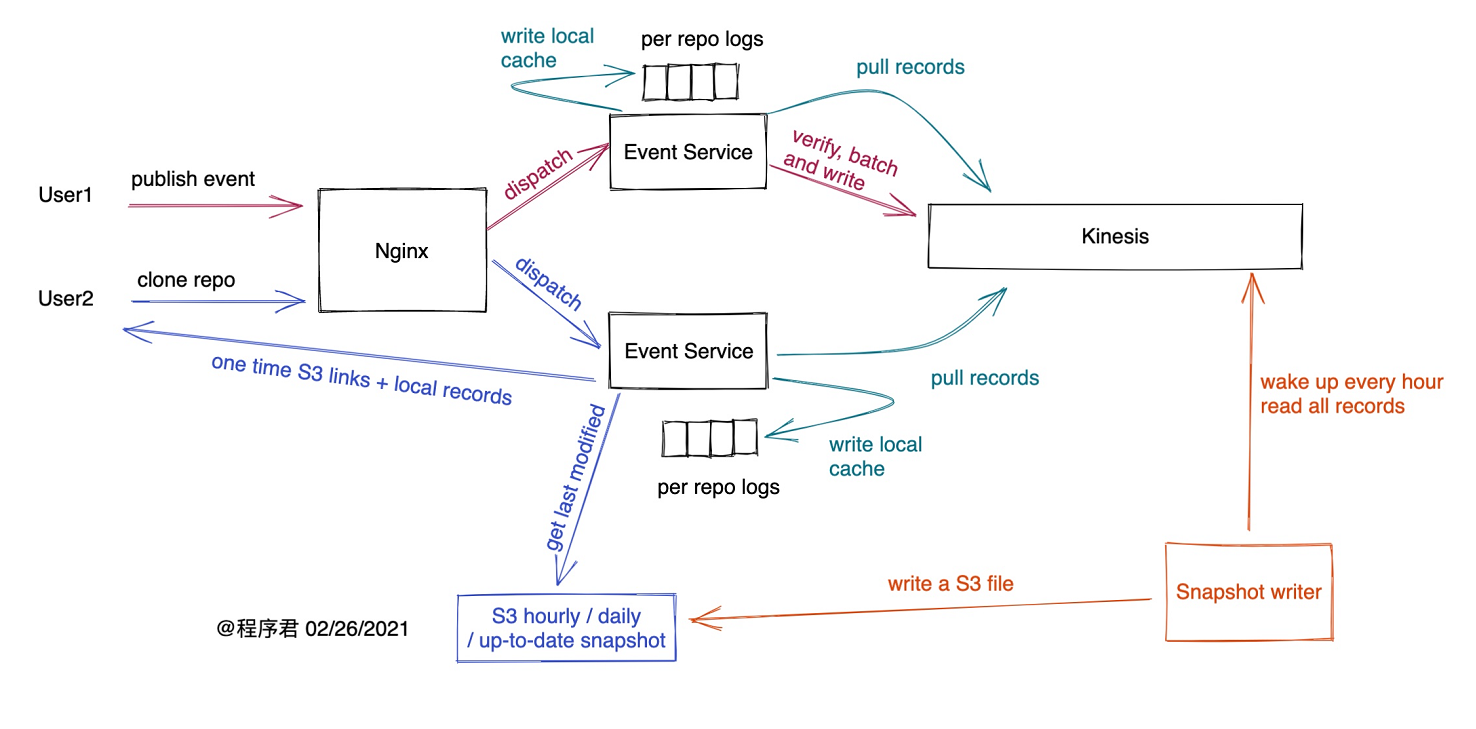 write local
cache
per repo logs
pull records
Event Service
verify, batch
and write
dispatch
publish event
User1
Nginx
Kinesis
clone repo
User2
dispatch
Event Service
one time S3 links + local records
pull records
wake up every hour
read all records
get last modified
write local
cache
per repo logs
write a S3 file
Snapshot writer
S3 hourly / daily
/ up-to-date snapshot
@程序君 02/26/2021